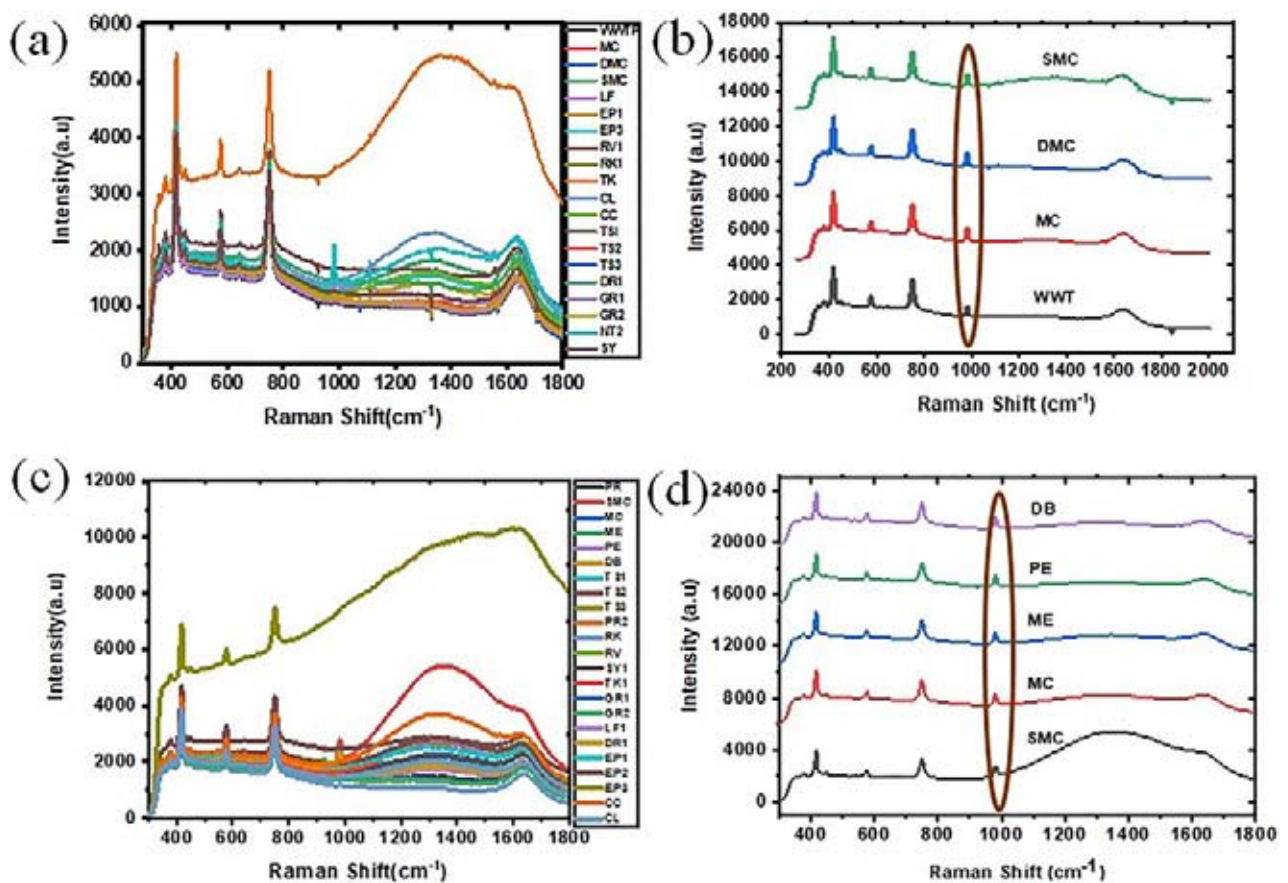 (a)
6000
5000
4000
3000
2000
1000
0
Intensity(a.u)
400 600 800 1000 1200 1400 1600 1800
Raman Shift(cm⁻¹)
WWTP
MC
DMC
SMC
LF
EP1
EP3
RV1
RK1
TK
CL
CC
TS1
TS2
TS3
DR1
GR1
GR2
NT2
SY
(b)
18000
16000
14000
12000
10000
8000
6000
4000
2000
0
Intensity (a.u)
SMC
DMC
MC
WWT
200 400 600 800 1000 1200 1400 1600 1800 2000
Raman Shift (cm⁻¹)
(c)
12000
10000
8000
6000
4000
2000
0
Intensity(a.u)
400 600 800 1000 1200 1400 1600 1800
Raman Shift(cm⁻¹)
PR
SMC
MC
ME
PE
DB
TS1
TS2
TS3
PR2
RK
RV
SY1
TK1
GR1
GR2
LF1
DR1
EP1
EP2
EP3
CC
CL
(d)
24000
20000
16000
12000
8000
4000
0
Intensity (a.u)
DB
PE
ME
MC
SMC
400 600 800 1000 1200 1400 1600 1800
Raman Shift (cm⁻¹)